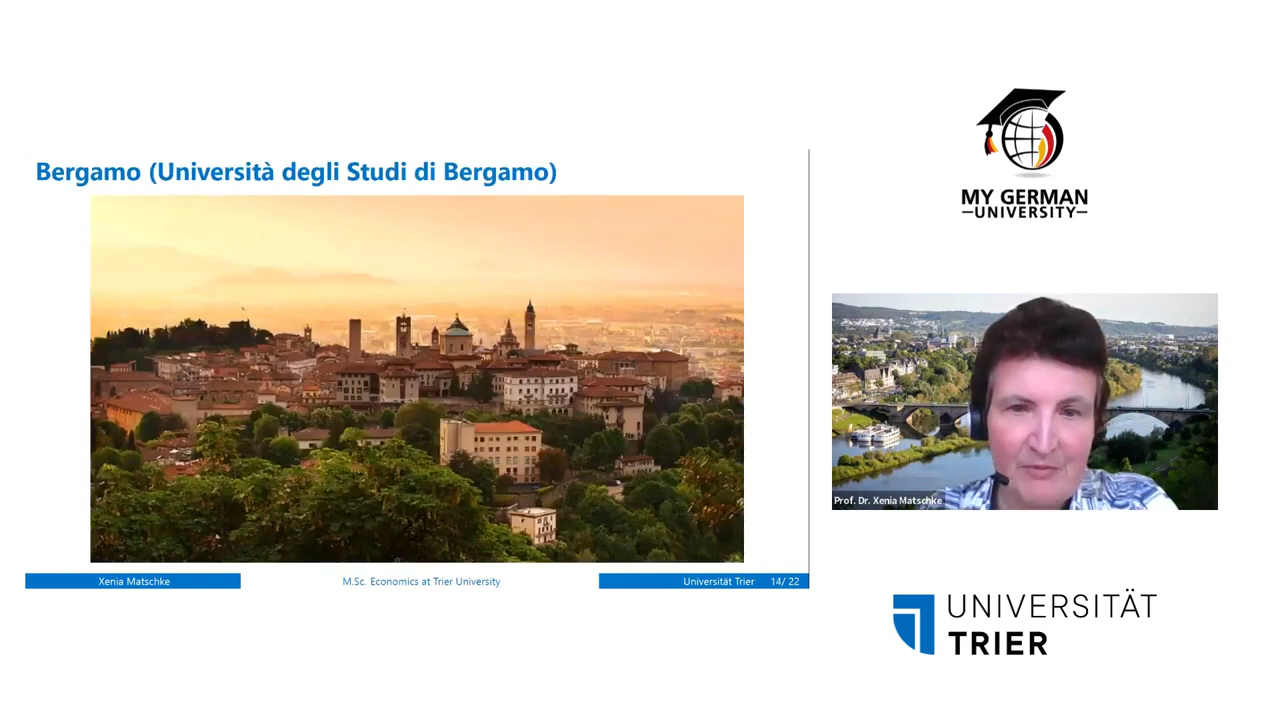 Bergamo (Università degli Studi di Bergamo)
Xenia Matschke
M.Sc. Economics at Trier University
Universität Trier 14/ 22
MY GERMAN
UNIVERSITY
Prof. Dr. Xenia Matschke
UNIVERSITÄT
TRIER